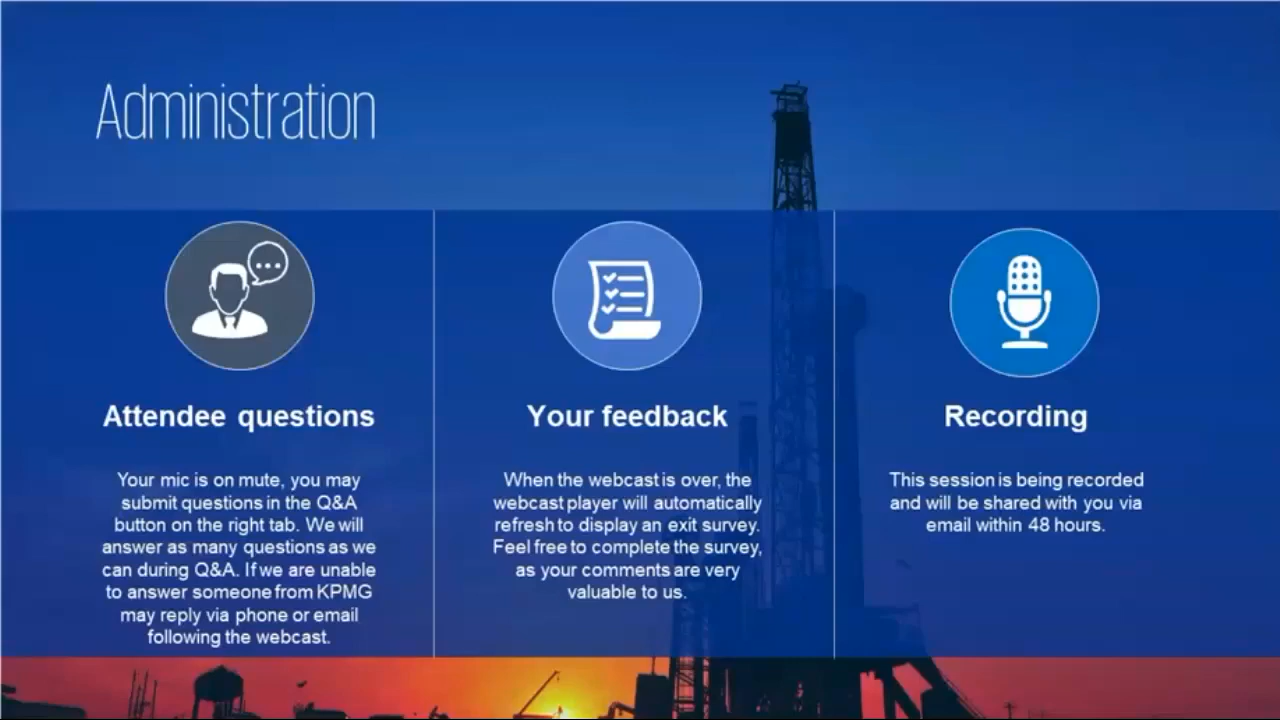 Administration
Attendee questions
Your mic is on mute, you may
submit questions in the Q&A
button on the right tab. We will
answer as many questions as we
can during Q&A. If we are unable
to answer someone from KPMG
may reply via phone or email
following the webcast.
Your feedback
When the webcast is over, the
webcast player will automatically
refresh to display an exit survey.
Feel free to complete the survey,
as your comments are very
valuable to us.
Recording
This session is being recorded
and will be shared with you via
email within 48 hours.